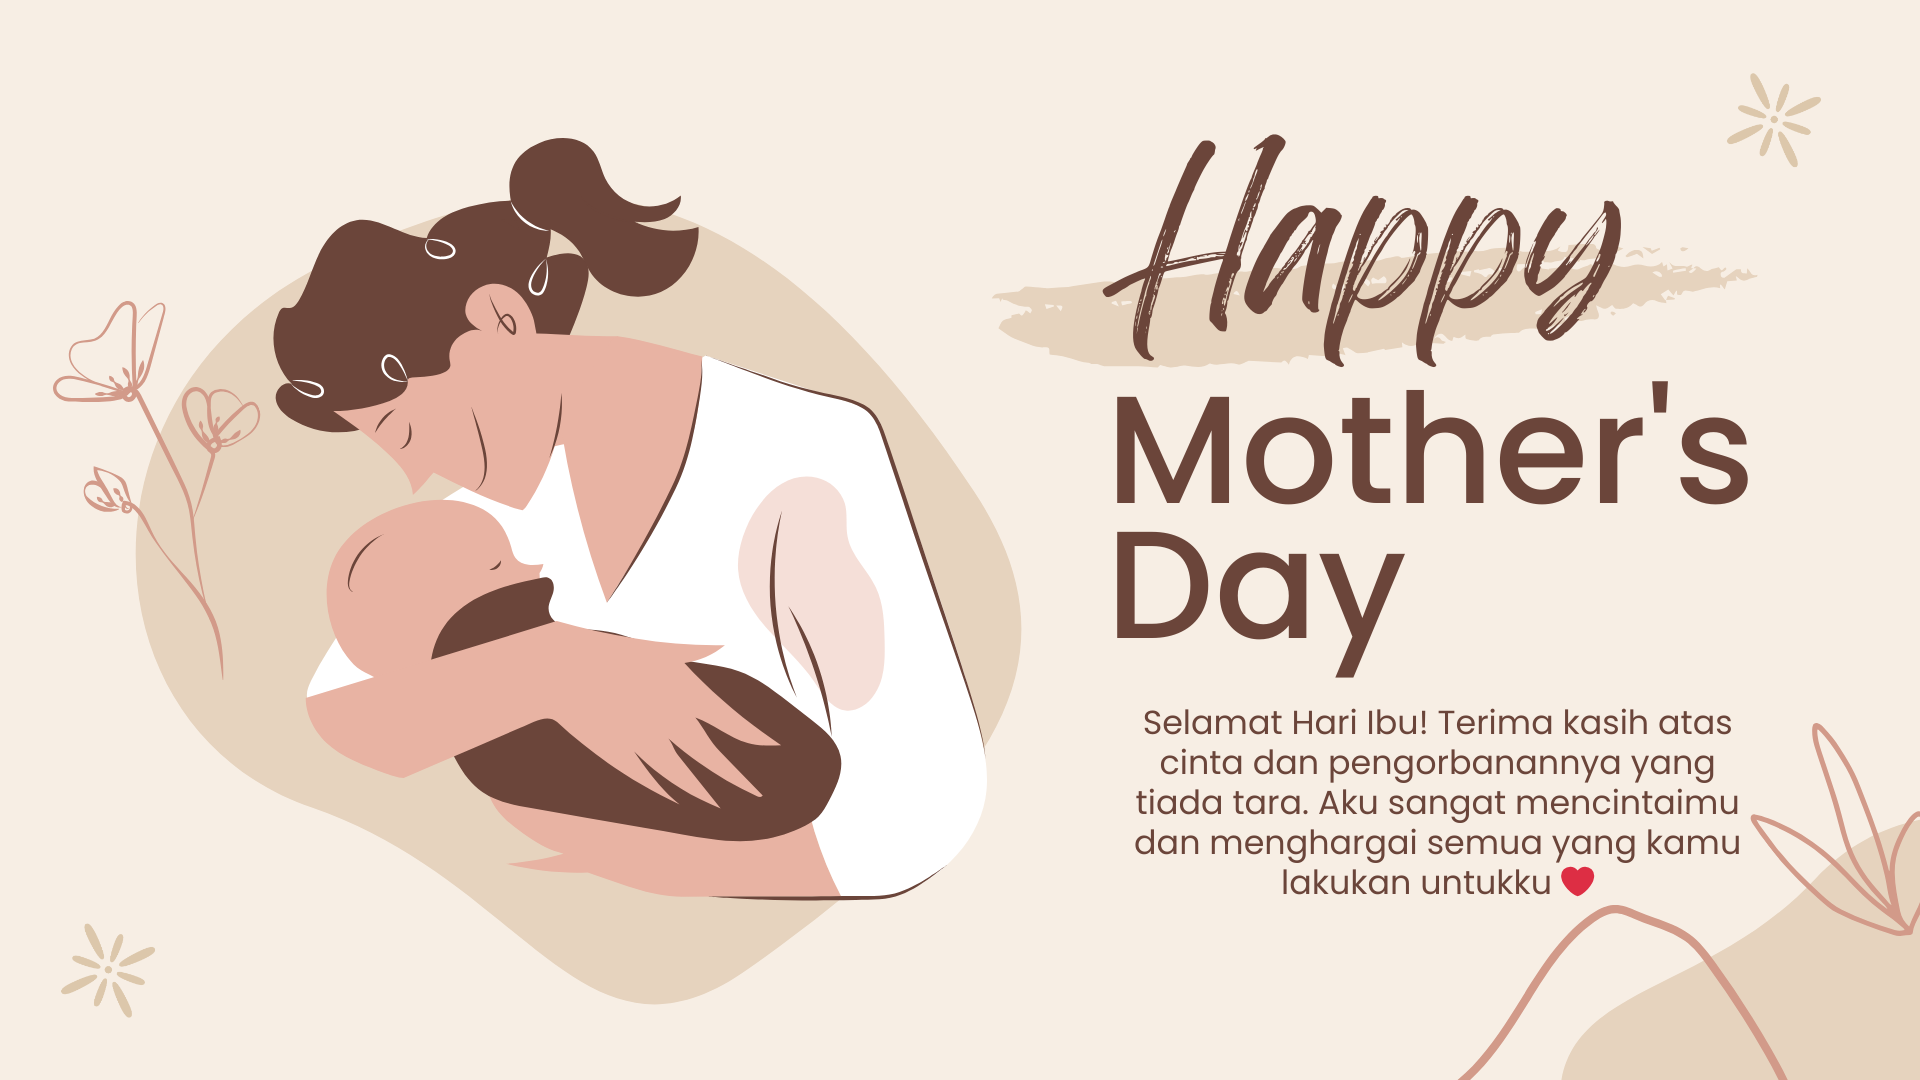 Happy
Mother's
Day
Selamat Hari Ibu! Terima kasih atas
cinta dan pengorbanannya yang
tiada tara. Aku sangat mencintaimu
dan menghargai semua yang kamu
lakukan untukku ❤️